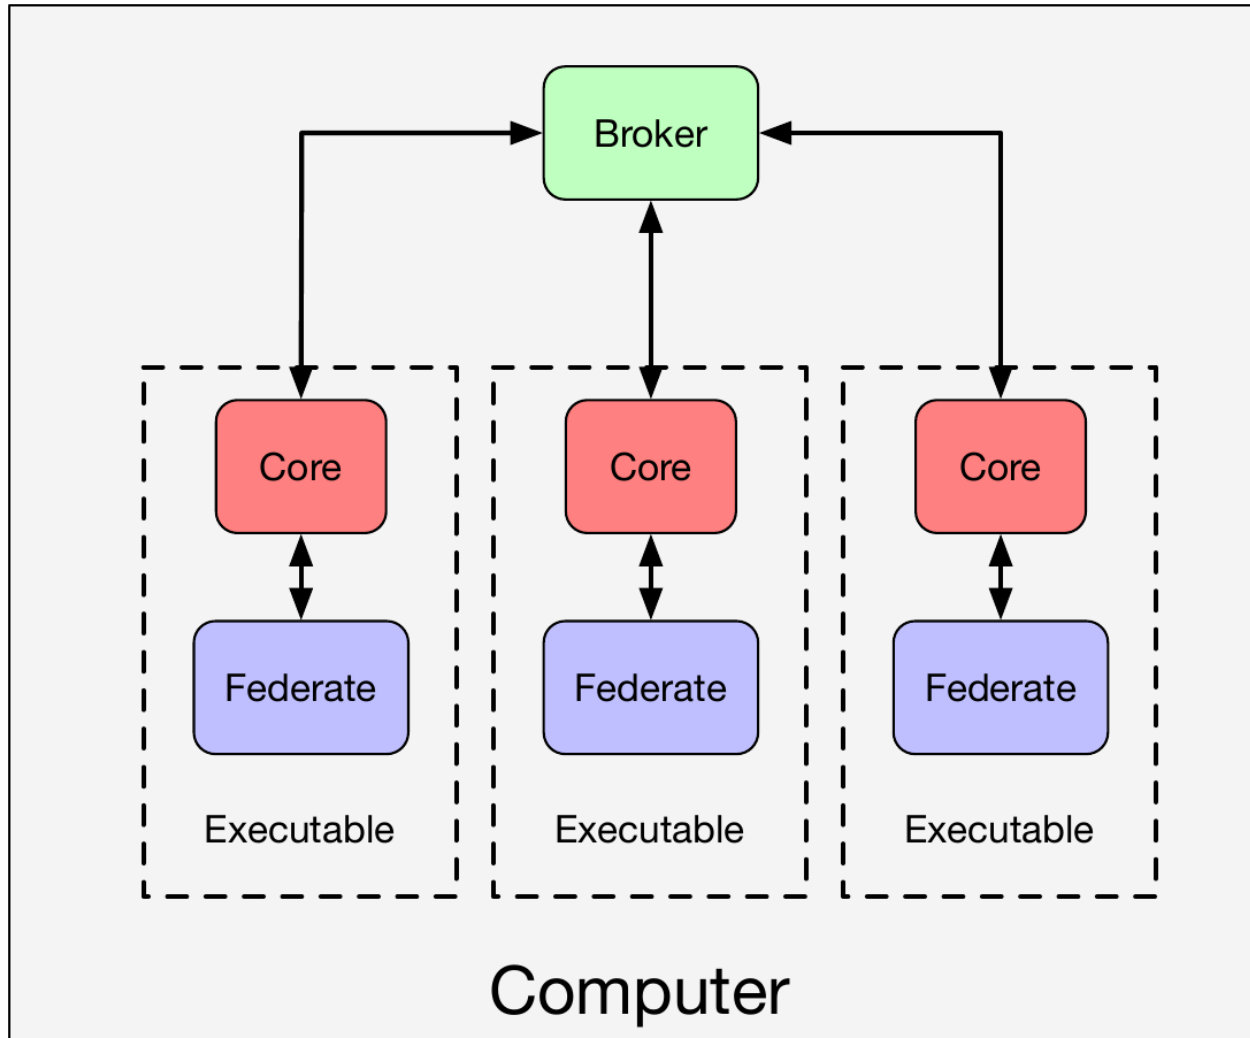 Broker
Core
Core
Core
Federate
Federate
Federate
Executable
Executable
Executable
Computer